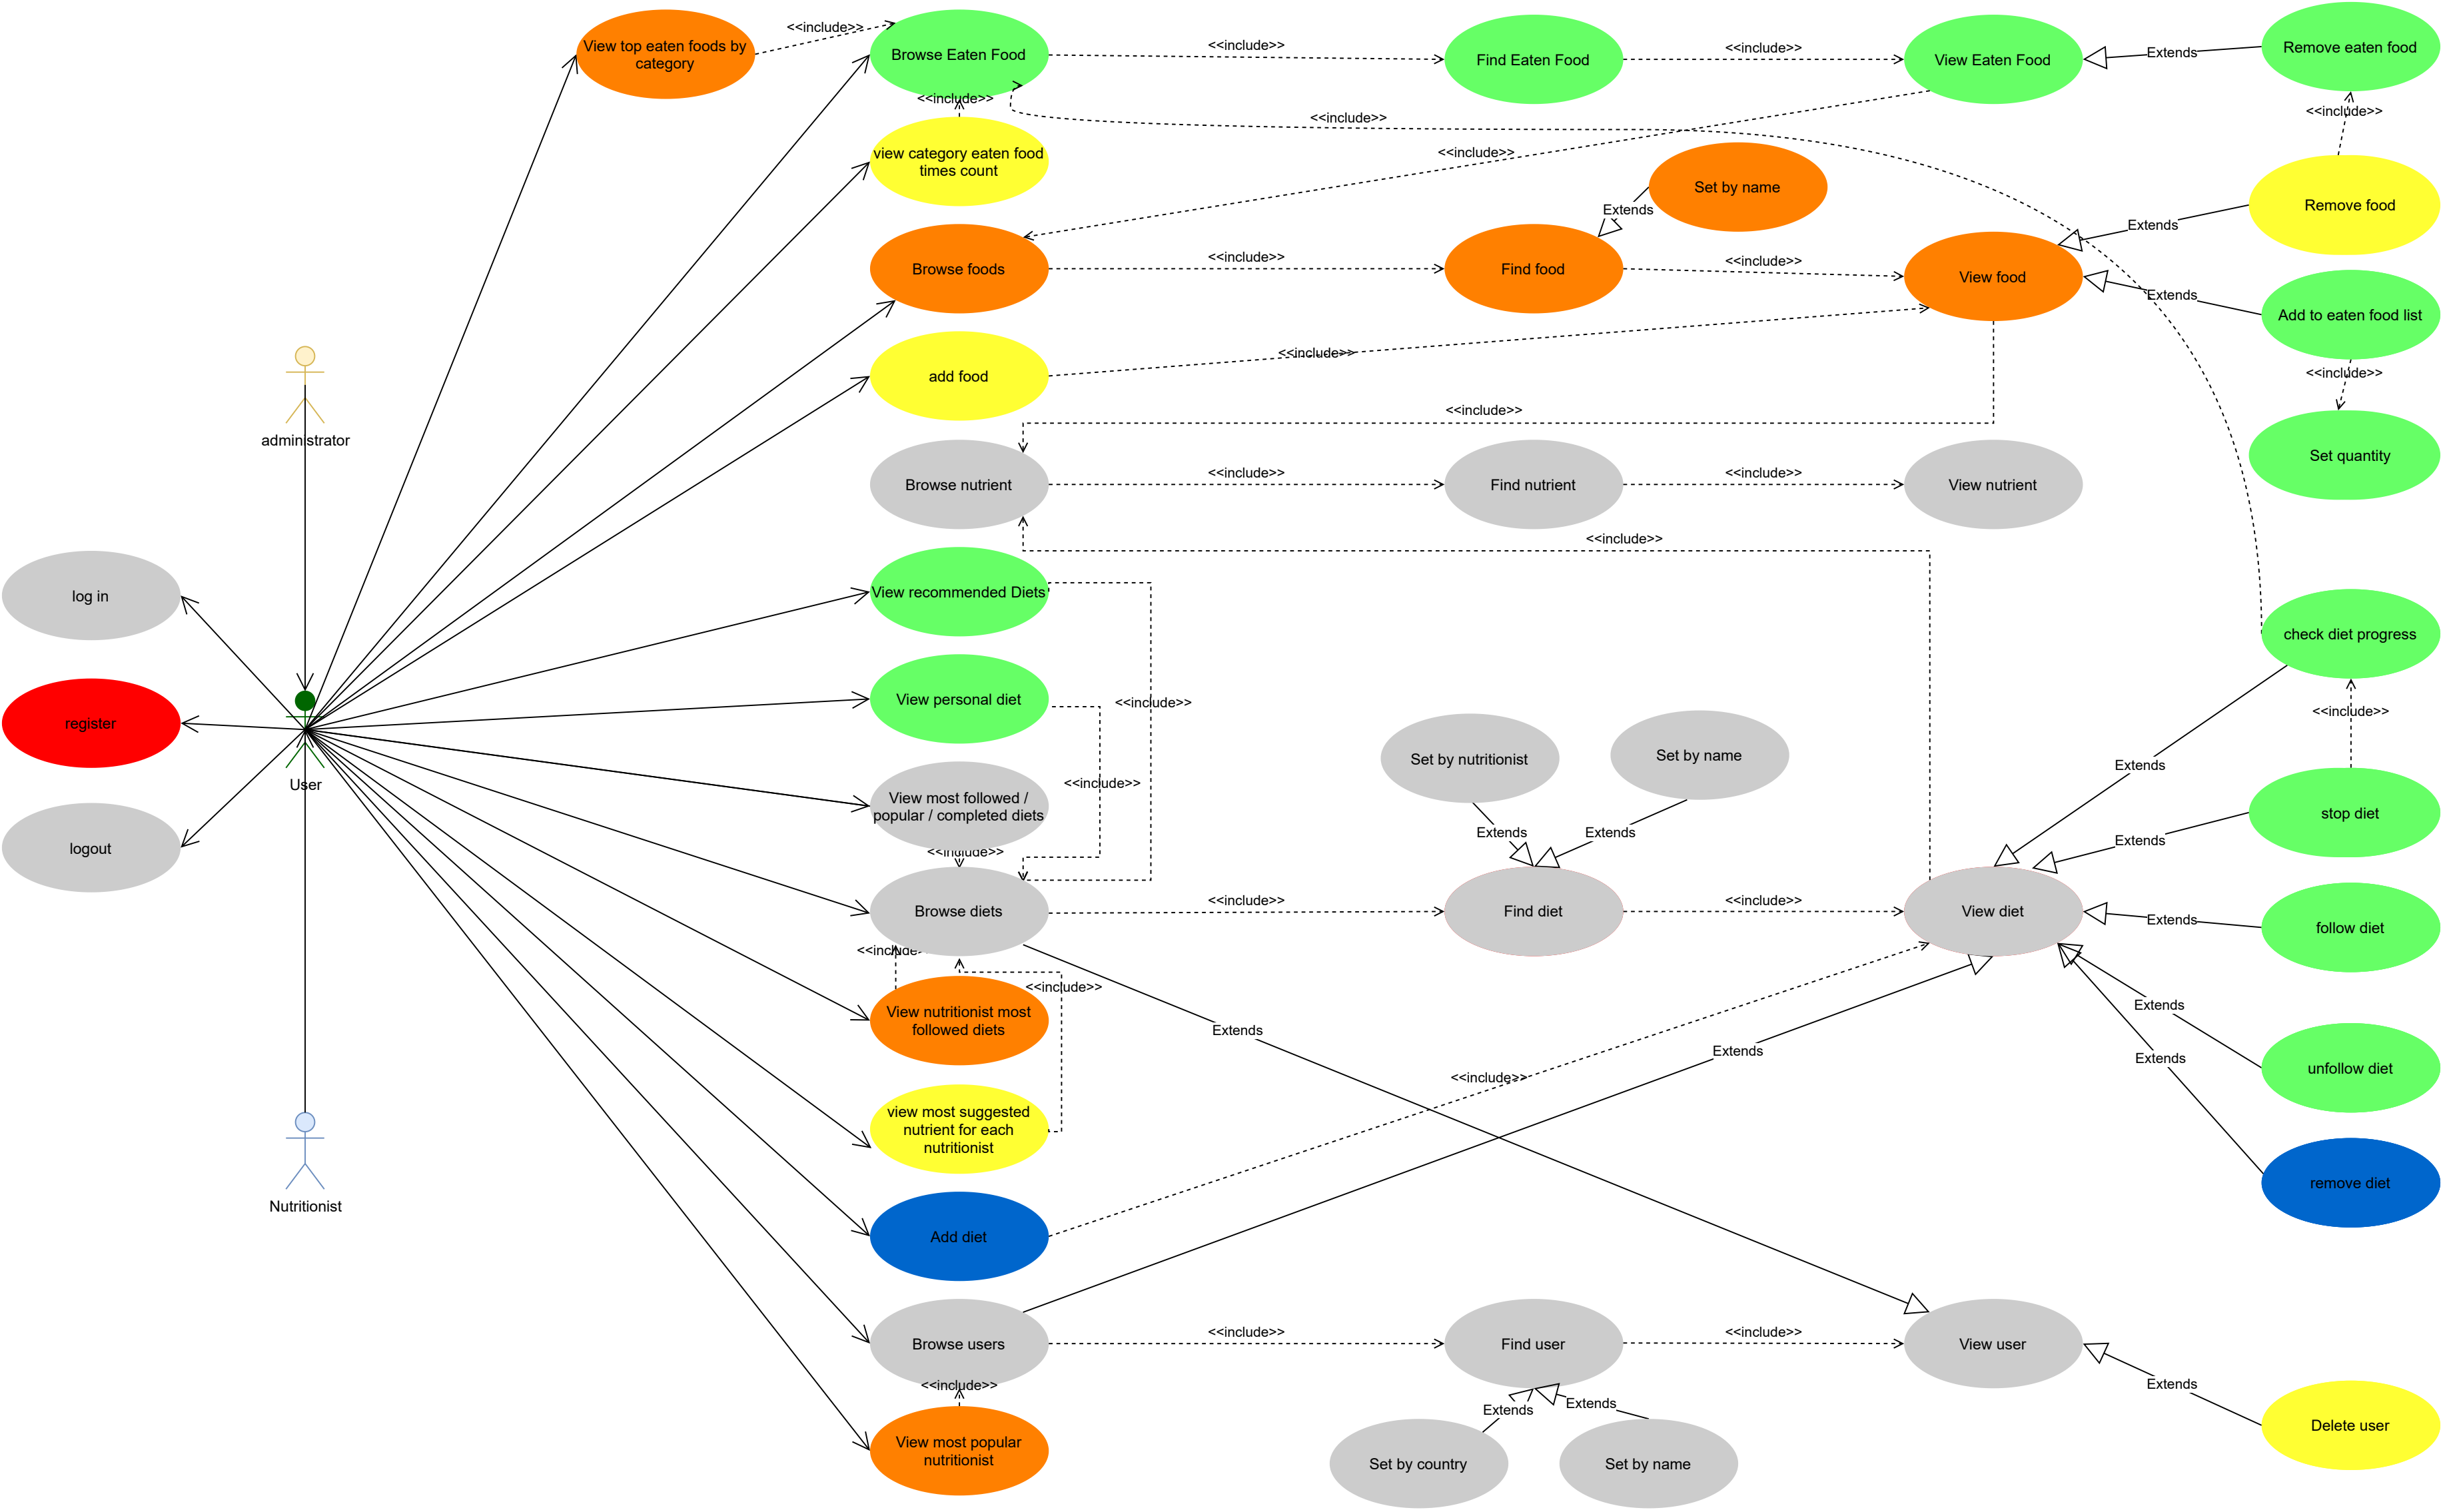 View top eaten foods by
category
<<include>>
Browse Eaten Food
<<include>>
Find Eaten Food
<<include>>
View Eaten Food
Extends
Remove eaten food
<<include>>
<<include>>
<<include>>
view category eaten food
times count
<<include>>
Set by name
Extends
Remove food
Extends
Browse foods
<<include>>
Find food
<<include>>
View food
Extends
Add to eaten food list
<<include>>
add food
<<include>>
<<include>>
administrator
Browse nutrient
<<include>>
Find nutrient
<<include>>
View nutrient
Set quantity
<<include>>
log in
View recommended Diets
check diet progress
register
User
logout
View personal diet
<<include>>
<<include>>
<<include>>
Set by nutritionist
Set by name
Extends
Extends
Extends
Extends
stop diet
View most followed /
popular / completed diets
<<include>>
Browse diets
<<include>>
Find diet
<<include>>
View diet
Extends
follow diet
<<include>>
<<include>>
View nutritionist most
followed diets
Extends
Extends
Extends
Extends
unfollow diet
<<include>>
view most suggested
nutrient for each
nutritionist
Nutritionist
remove diet
Add diet
Browse users
<<include>>
Find user
<<include>>
View user
Extends
<<include>>
Extends
Extends
Delete user
View most popular
nutritionist
Set by country
Set by name